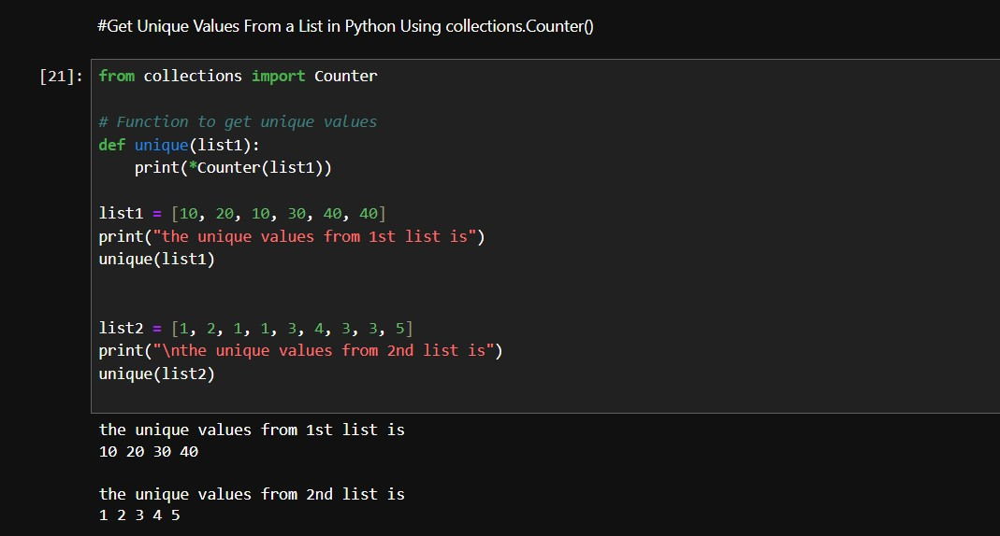 #Get Unique Values From a List in Python Using collections.Counter()
[21]: from collections import Counter
# Function to get unique values
def unique(list1):
    print(*Counter(list1))
list1 = [10, 20, 10, 30, 40, 40]
print("the unique values from 1st list is")
unique(list1)
list2 = [1, 2, 1, 1, 3, 4, 3, 3, 5]
print("\nthe unique values from 2nd list is")
unique(list2)
the unique values from 1st list is
10 20 30 40
the unique values from 2nd list is
1 2 3 4 5